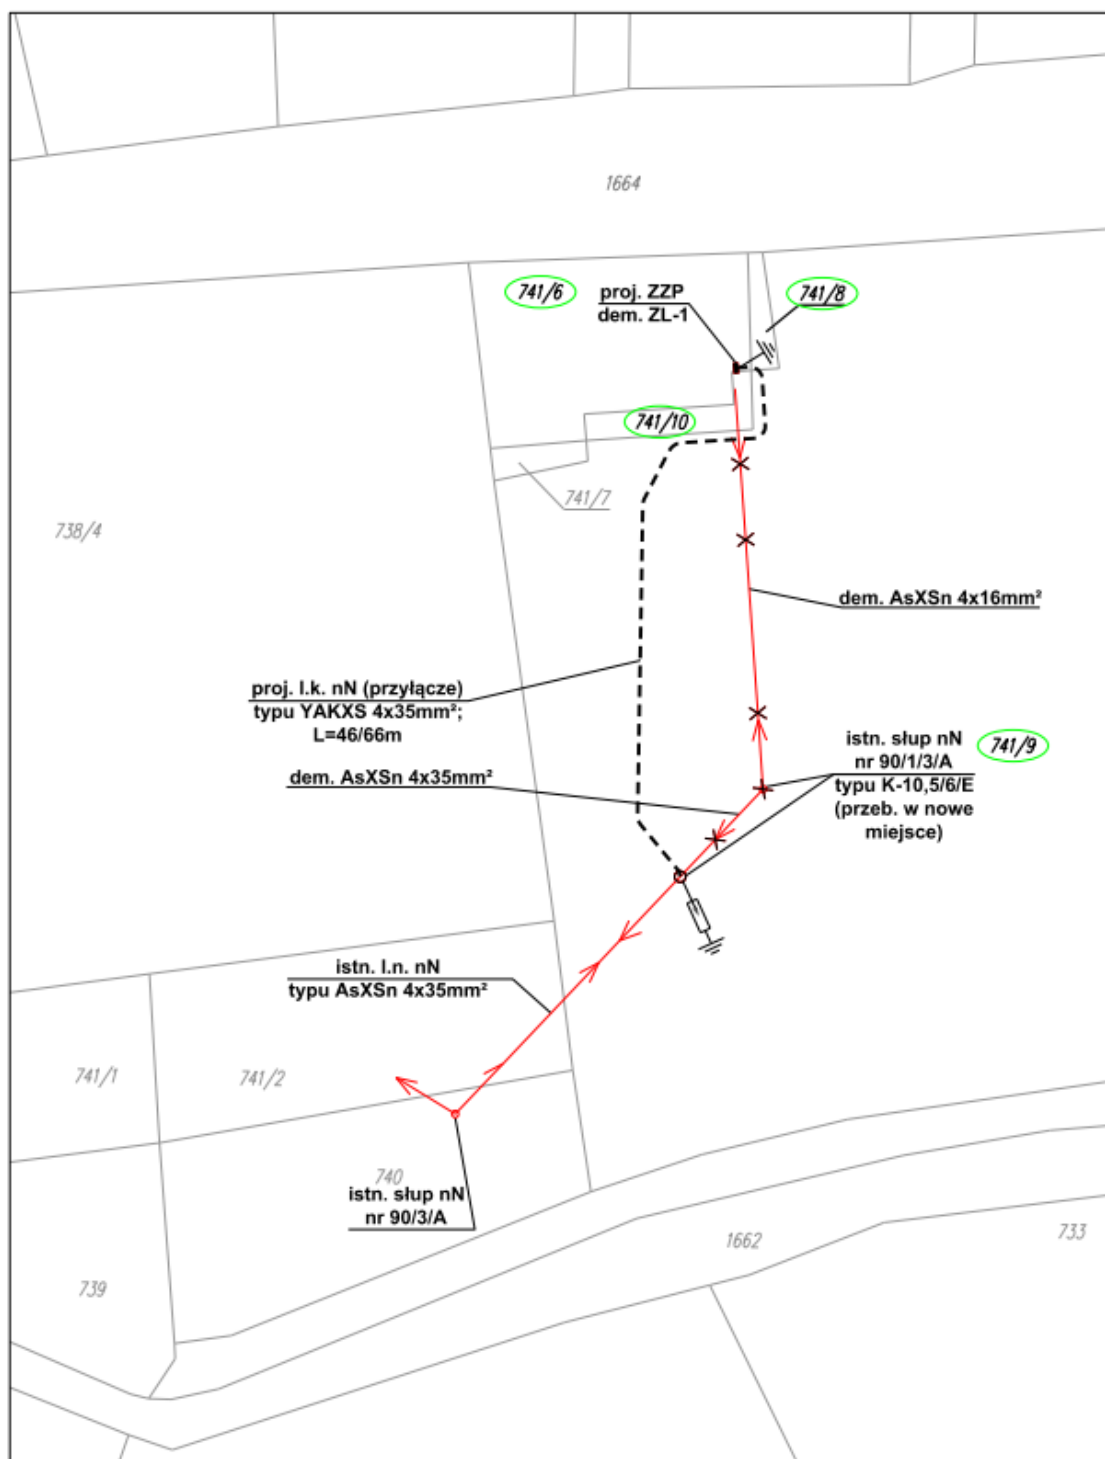 1664
741/6
proj. ZZP
dem. ZL-1
741/8
741/10
741/7
738/4
dem. AsXSn 4x16mm²
proj. l.k. nN (przyłącze)
typu YAKXS 4x35mm²;
L=46/66m
istn. słup nN
nr 90/1/3/A
typu K-10,5/6/E
(przeb. w nowe
miejsce)
741/9
dem. AsXSn 4x35mm²
istn. l.n. nN
typu AsXSn 4x35mm²
741/1
741/2
740
istn. słup nN
nr 90/3/A
1662
733
739